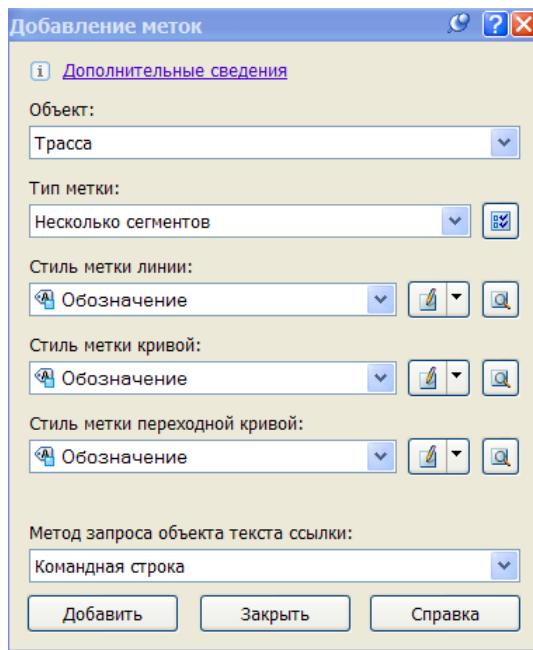 Добавление меток
Дополнительные сведения
Объект:
Трасса
Тип метки:
Несколько сегментов
Стиль метки линии:
Обозначение
Стиль метки кривой:
Обозначение
Стиль метки переходной кривой:
Обозначение
Метод запроса объекта текста ссылки:
Командная строка
Добавить Закрыть Справка